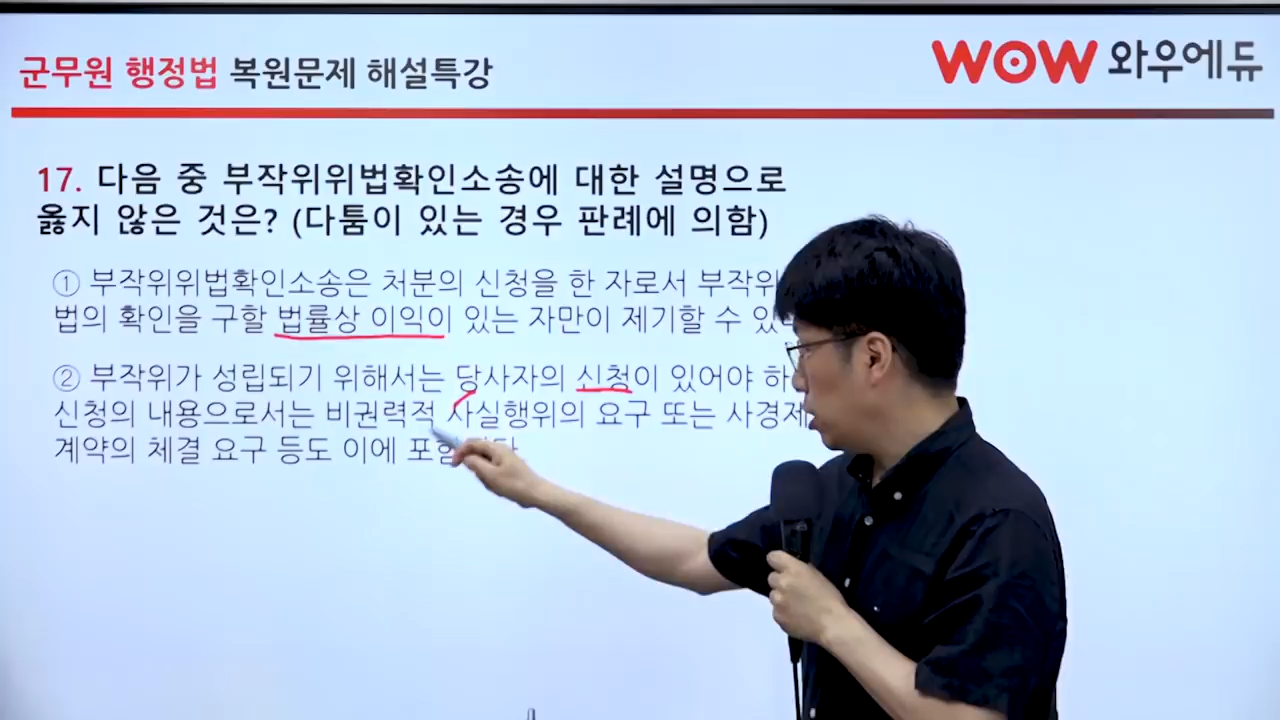 군무원 행정법 복원문제 해설특강
WOW 와우에듀
17. 다음 중 부작위위법확인소송에 대한 설명으로
옳지 않은 것은? (다툼이 있는 경우 판례에 의함)
① 부작위위법확인소송은 처분의 신청을 한 자로서 부작위
법의 확인을 구할 법률상 이익이 있는 자만이 제기할 수
② 부작위가 성립되기 위해서는 당사자의 신청이 있어야
신청의 내용으로서는 비권력적 사실행위의 요구 또는 사경제
계약의 체결 요구 등도 이에